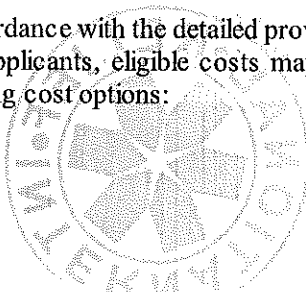 rdance with the detailed prov
pplicants, eligible costs ma
g cost options: